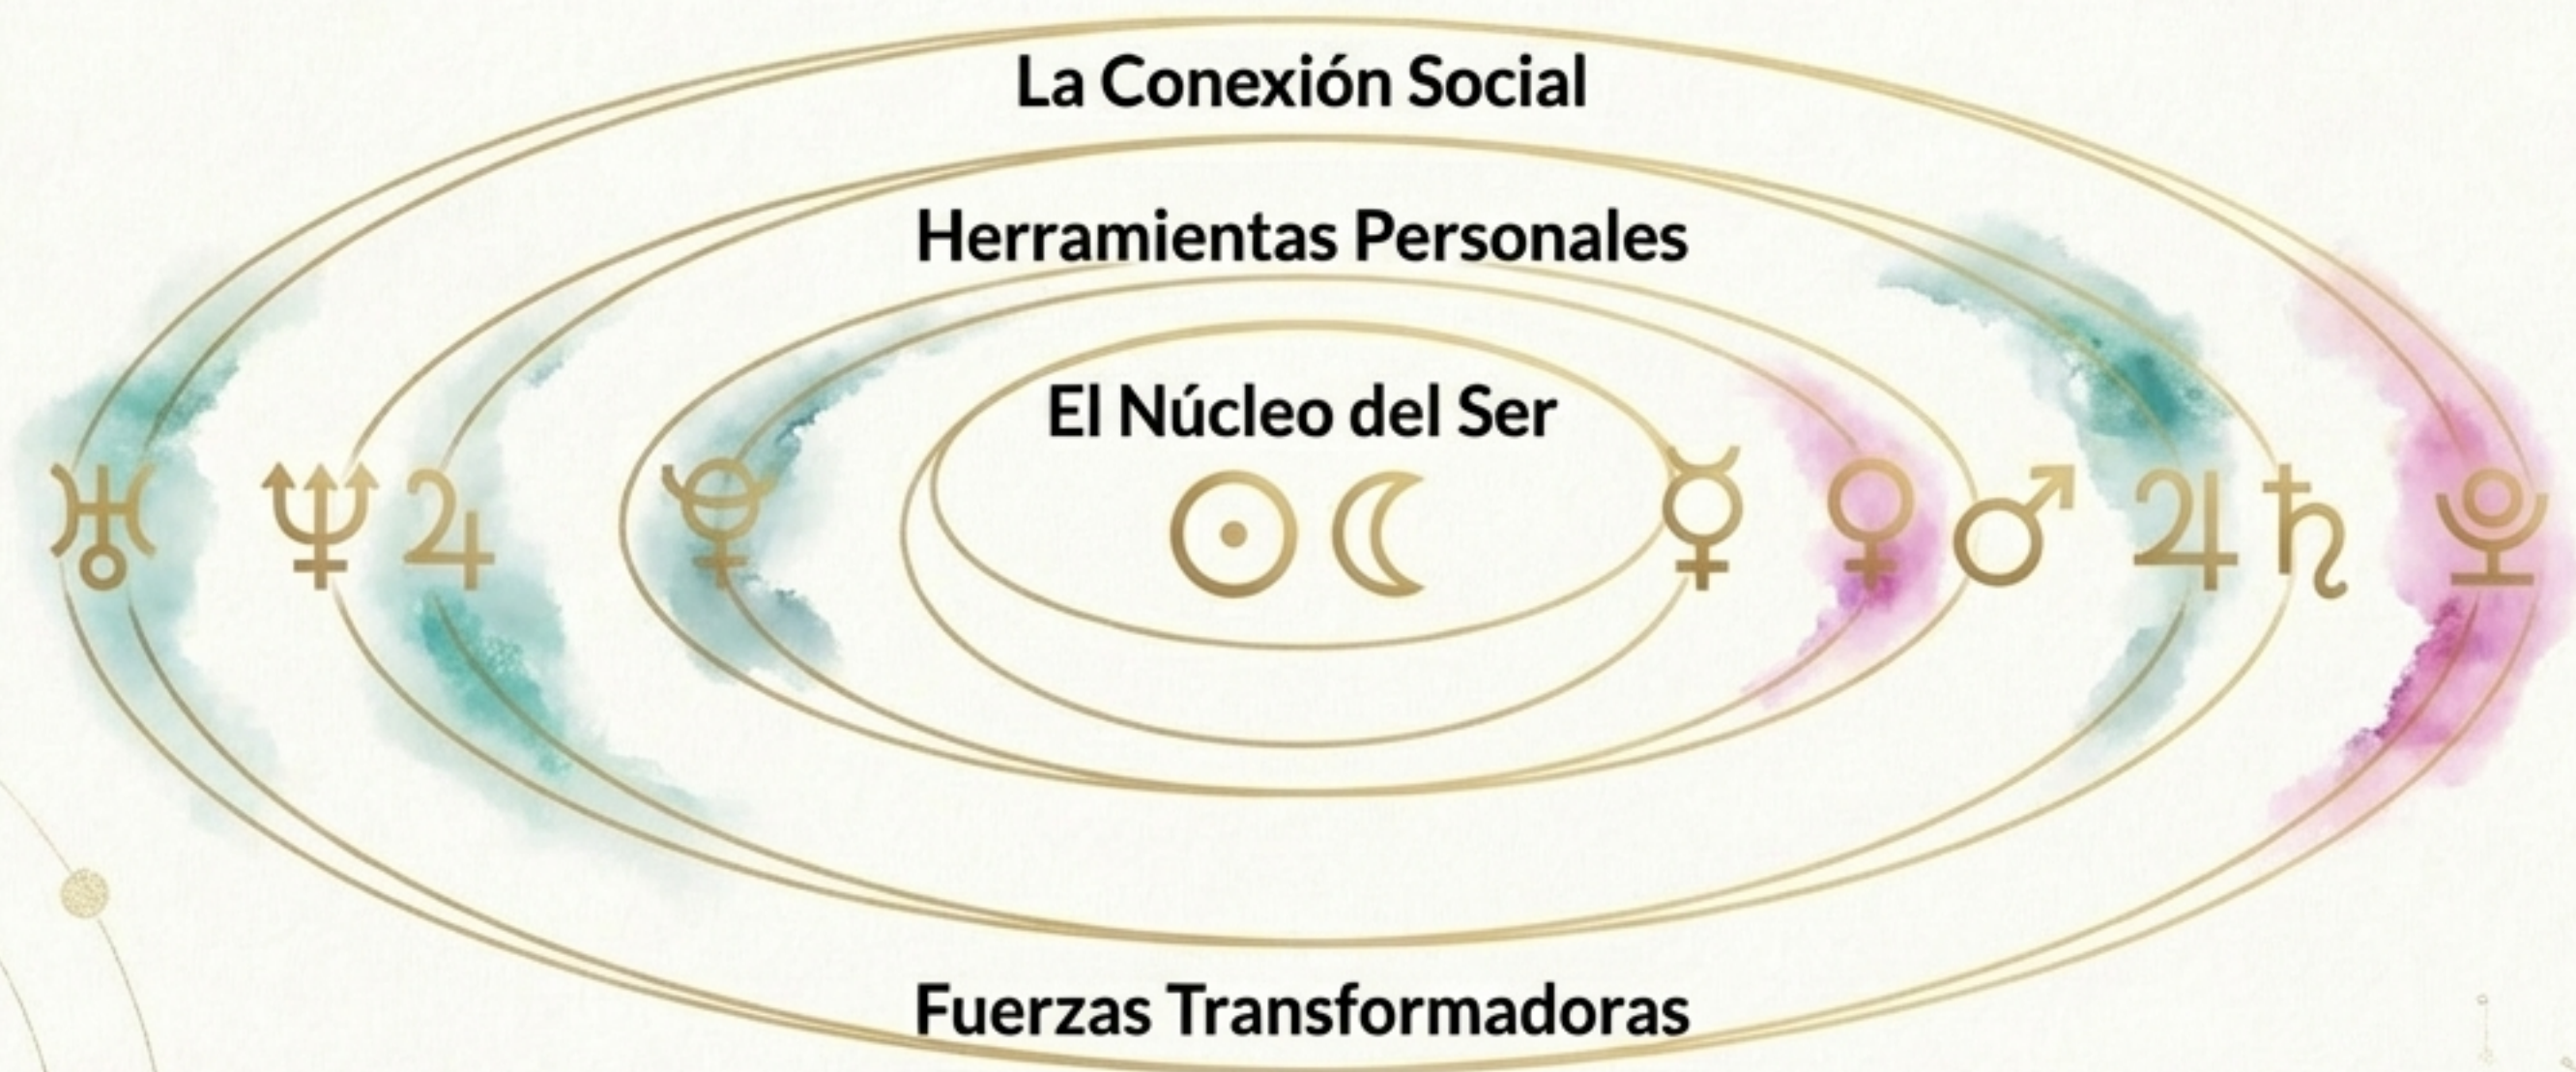 La Conexión Social
Herramientas Personales
El Núcleo del Ser
Fuerzas Transformadoras